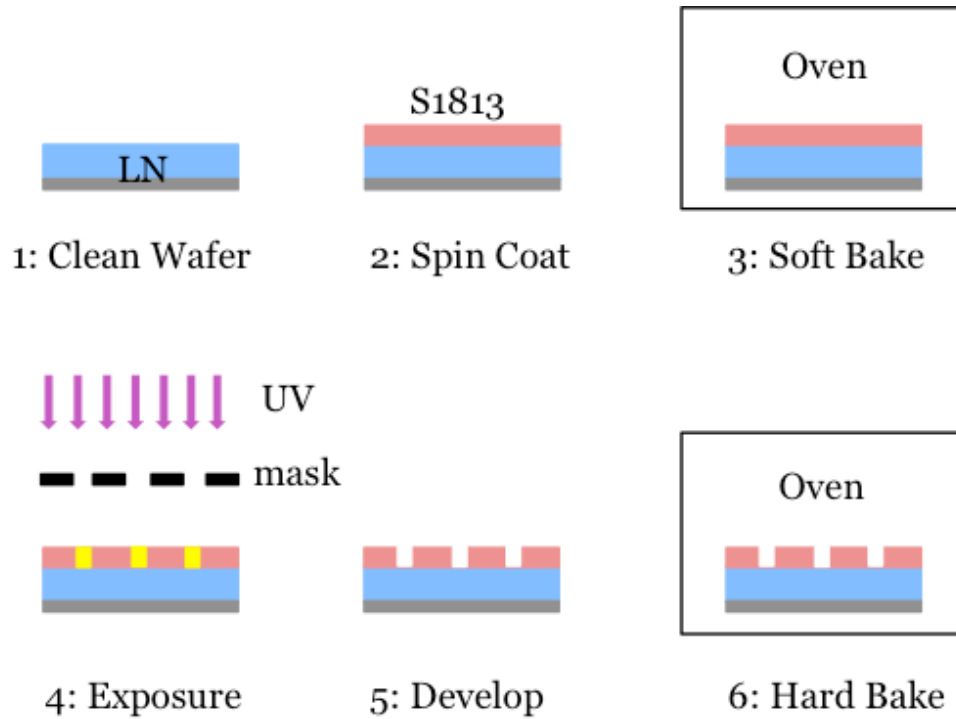 Oven
S1813
LN
1: Clean Wafer
2: Spin Coat
3: Soft Bake
UV
mask
Oven
4: Exposure
5: Develop
6: Hard Bake